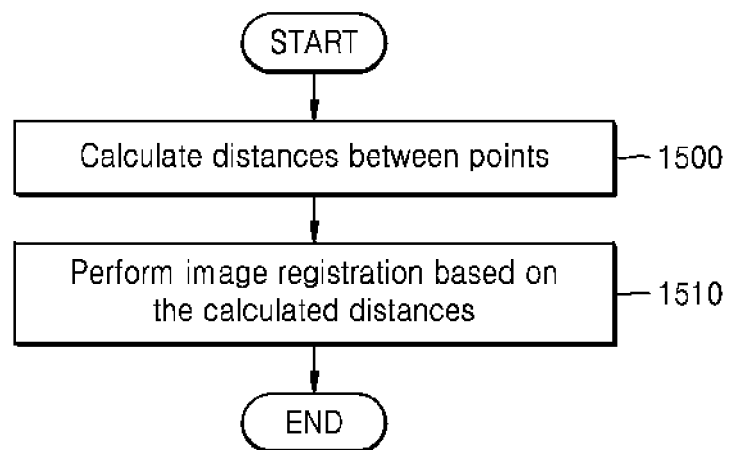 START
Calculate distances between points
1500
Perform image registration based on
the calculated distances
1510
END